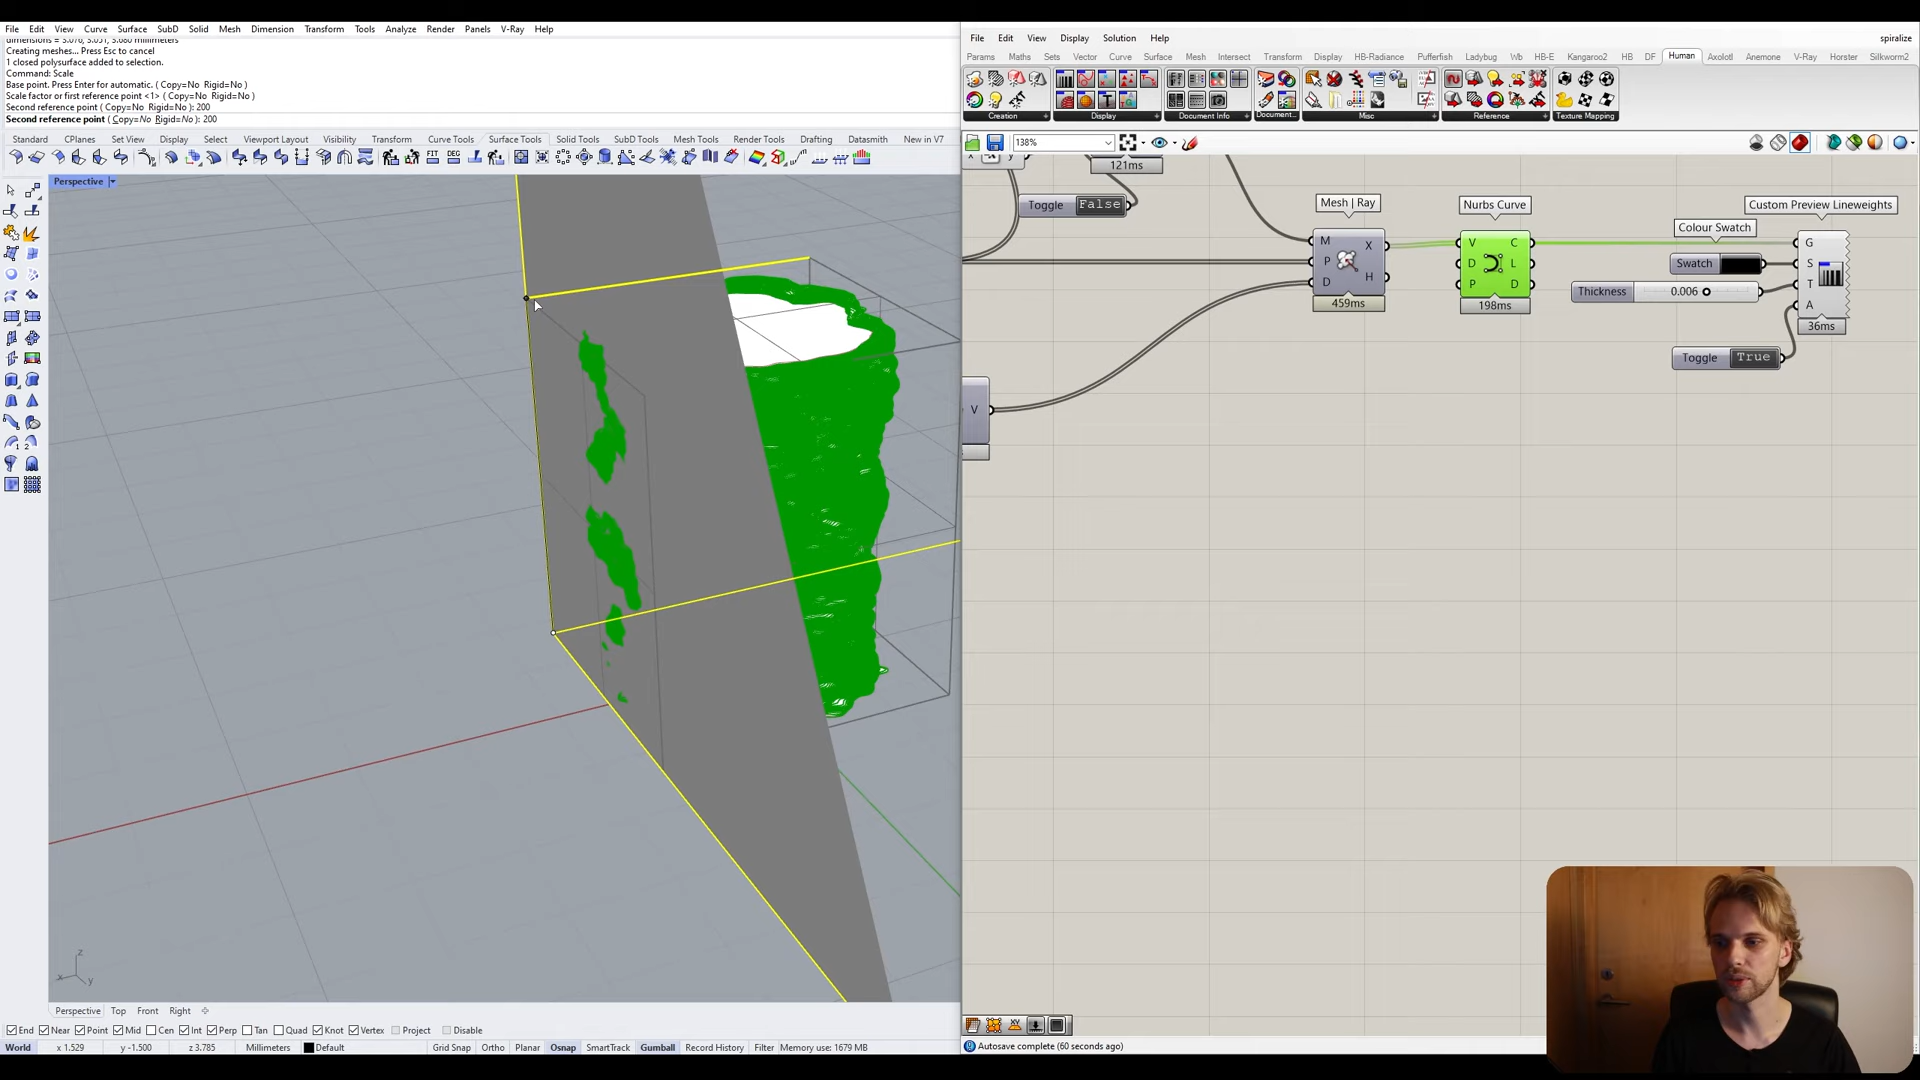 File Edit View Curve Surface SubD Solid Mesh Dimension Transform Tools Analyze Render Panels V-Ray Help
Creating meshes... Press Esc to cancel
1 closed polysurface added to selection.
Command: Scale
Base point. Press Enter for automatic. ( Copy=No Rigid=No )
Scale factor or first reference point <1> ( Copy=No Rigid=No )
Second reference point ( Copy=No Rigid=No ): 200
Second reference point ( Copy=No Rigid=No ): 200
Standard CPlanes Set View Display Select Viewport Layout Visibility Transform Curve Tools Surface Tools Solid Tools SubD Tools Mesh Tools Render Tools Drafting Datasmith New in V7
Perspective
z
x
y
Perspective Top Front Right
End Near Point Mid Cen Int Perp Tan Quad Knot Vertex Project Disable
World x 1.529 y -1.500 z 3.785 Millimeters Default Grid Snap Ortho Planar Osnap SmartTrack Gumball Record History Filter Memory use: 1679 MB
File Edit View Display Solution Help spiralize
Params Maths Sets Vector Curve Surface Mesh Intersect Transform Display HB-Radiance Pufferfish Ladybug Wb HB-E Kangaroo2 HB DF Human Axolotl Anemone V-Ray Horster Silkworm2
Creation Display Document Info Document... Misc Reference Texture Mapping
138%
y
121ms
Toggle False
Mesh | Ray
M X
P
D H
459ms
Nurbs Curve
V C
D L
P D
198ms
Colour Swatch
Swatch
Thickness 0.006
Toggle True
Custom Preview Lineweights
G
S
T
A
36ms
V
Autosave complete (60 seconds ago)